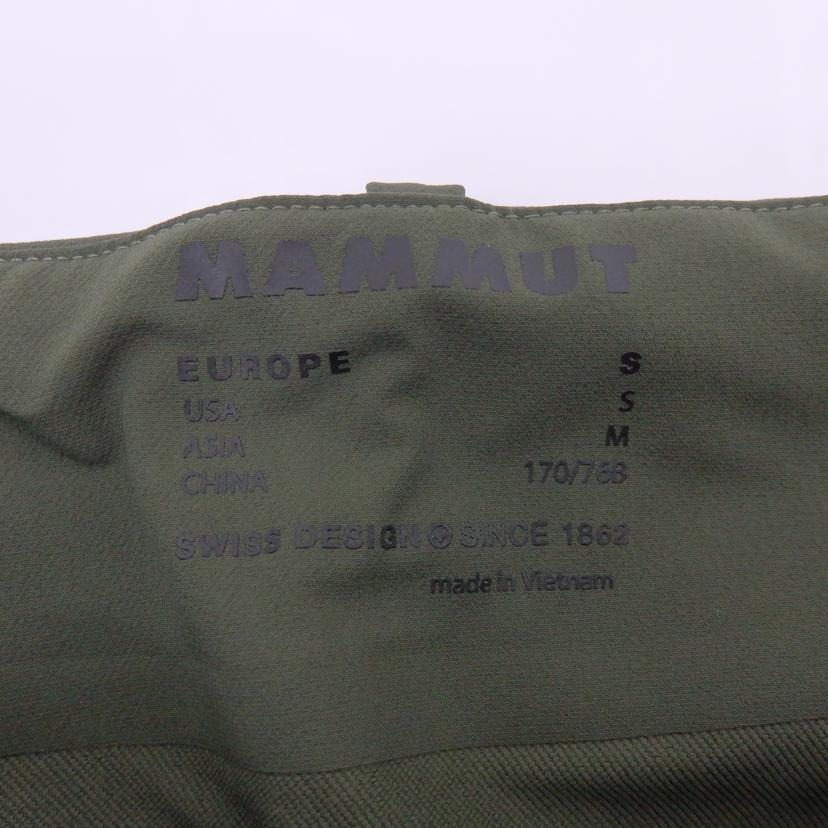 MAMMUT
EUROPE S
USA S
ASIA M
CHINA 170/76B
SWISS DESIGN SINCE 1862
made in Vietnam